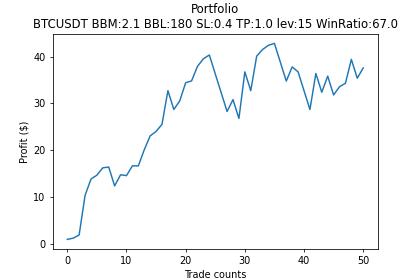 Portfolio
BTCUSDT BBM:2.1 BBL:180 SL:0.4 TP:1.0 lev:15 WinRatio:67.0
40
30
20
10
0
Profit ($)
0 10 20 30 40 50
Trade counts